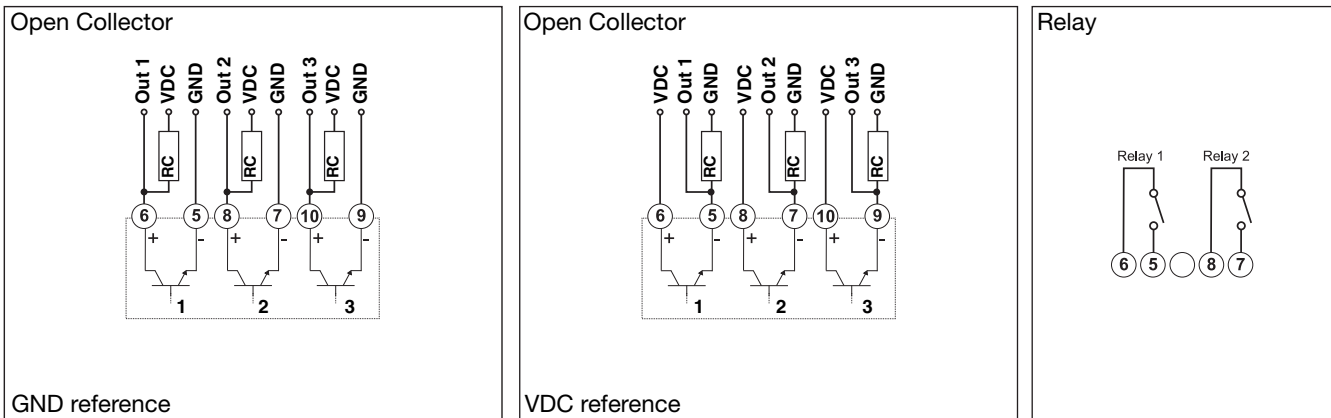 Open Collector
Out 1 VDC GND Out 2 VDC GND Out 3 VDC GND
RC RC RC
6 5 8 7 10 9
+ - + - + -
1 2 3
GND reference
Open Collector
VDC Out 1 GND VDC Out 2 GND VDC Out 3 GND
RC RC RC
6 5 8 7 10 9
+ - + - + -
1 2 3
VDC reference
Relay
Relay 1 Relay 2
6 5 8 7